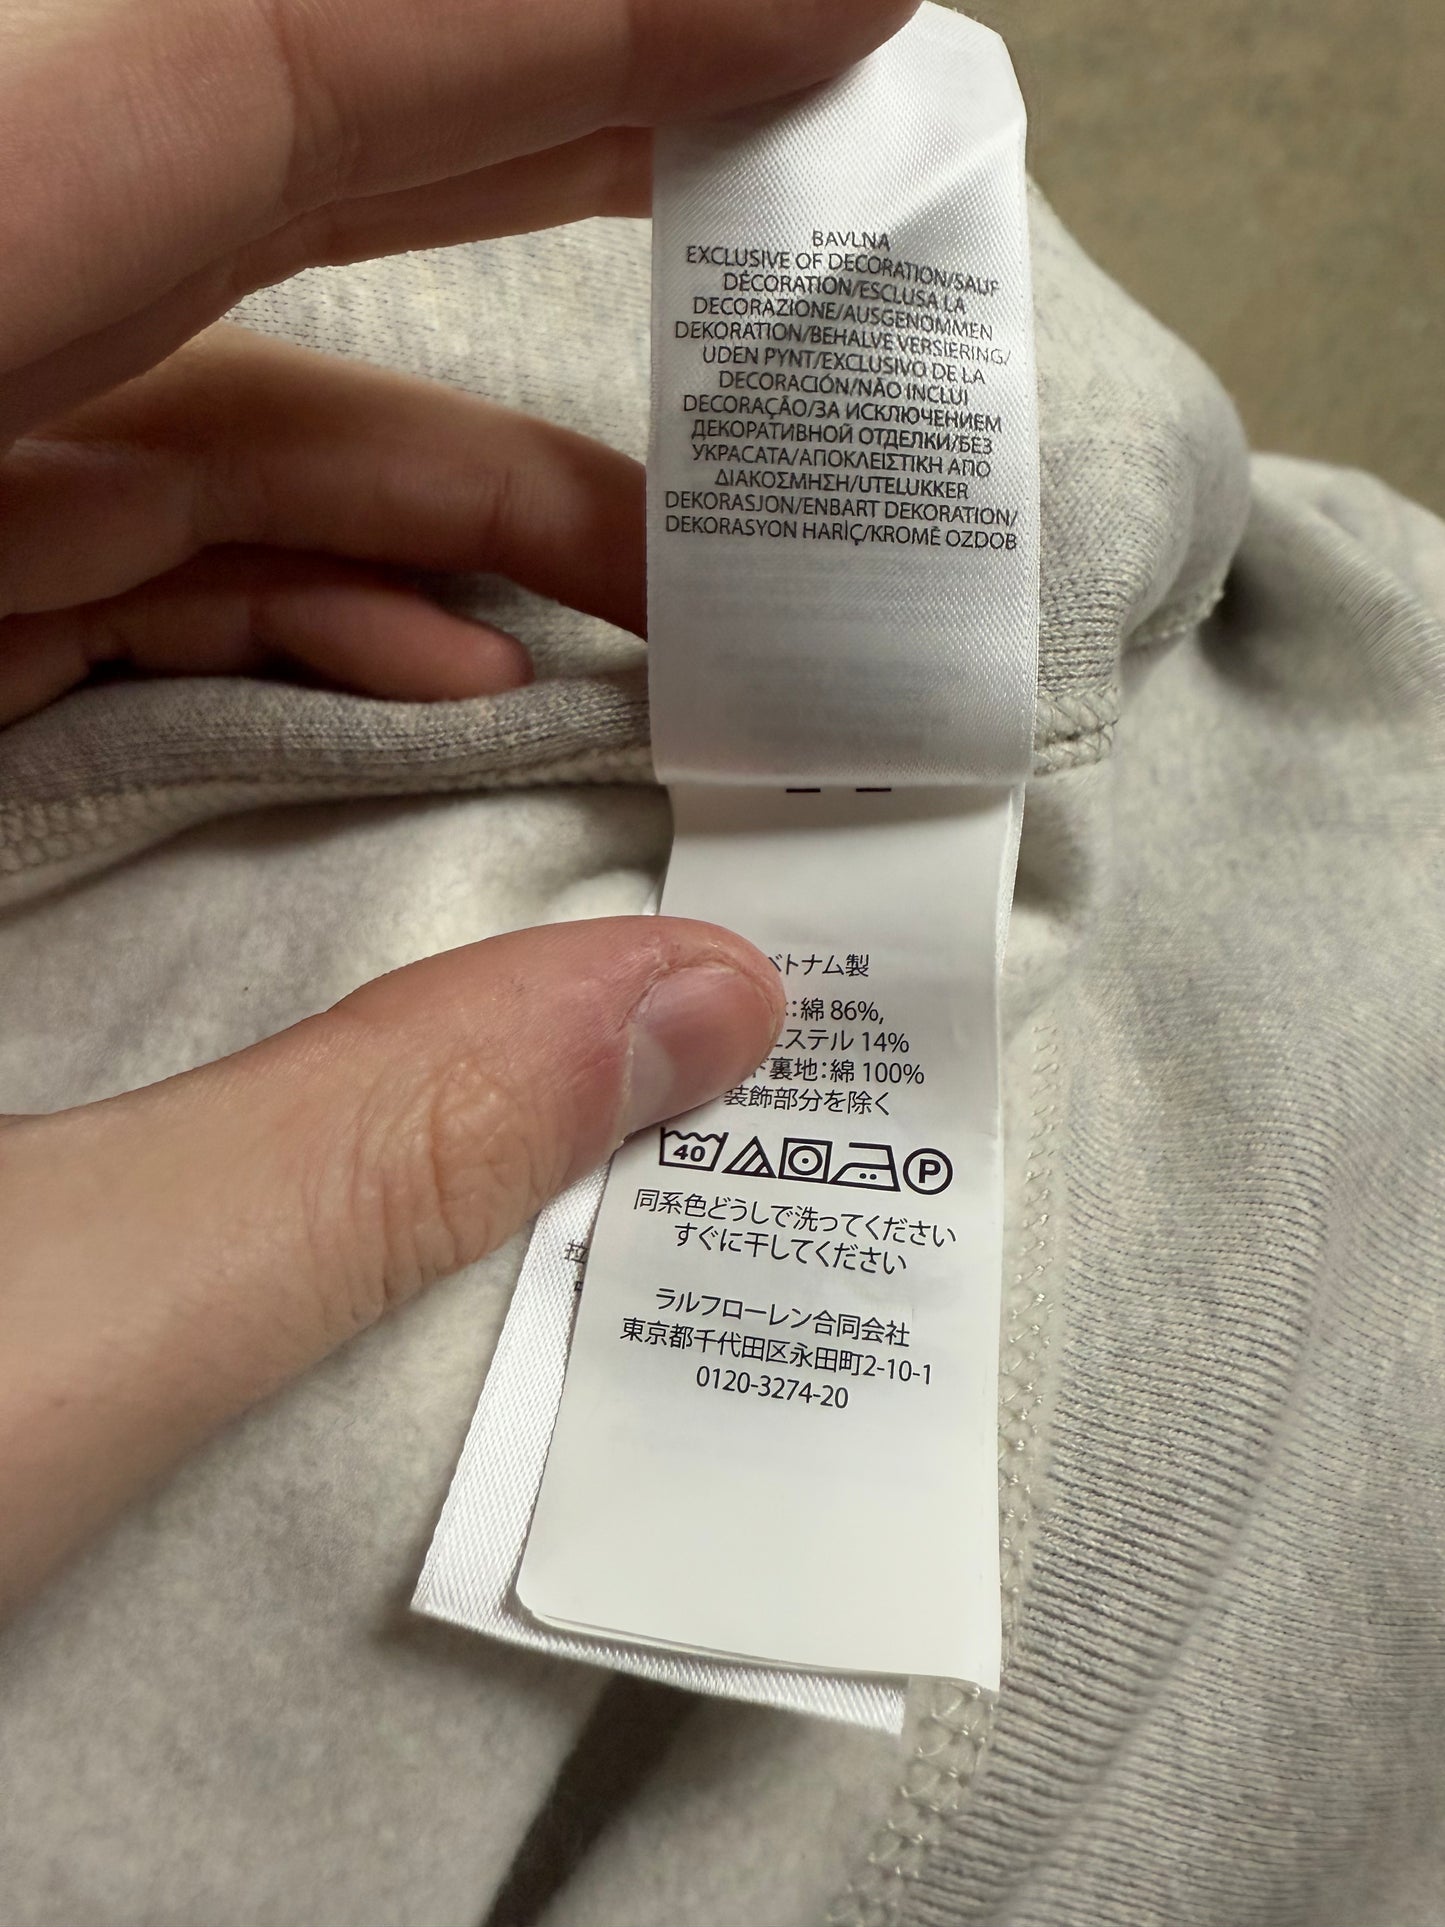 BAVLNA
EXCLUSIVE OF DECORATION/SAUF
DÉCORATION/ESCLUSA LA
DECORAZIONE/AUSGENOMMEN
DEKORATION/BEHALVE VERSIERING/
UDEN PYNT/EXCLUSIVO DE LA
DECORACIÓN/NÃO INCLUI
DECORAÇÃO/ЗА ИСКЛЮЧЕНИЕМ
ДЕКОРАТИВНОЙ ОТДЕЛКИ/БЕЗ
УКРАСАТА/ΑΠΟΚΛΕΙΣΤΙΚΗ ΑΠΟ
ΔΙΑΚΟΣΜΗΣΗ/UTELUKKER
DEKORASJON/ENBART DEKORATION/
DEKORASYON HARİÇ/KROMĚ OZDOB
ベトナム製
:綿 86%,
エステル 14%
ド裏地:綿 100%
装飾部分を除く
40 P
同系色どうしで洗ってください
すぐに干してください
拉
ラルフローレン合同会社
東京都千代田区永田町2-10-1
0120-3274-20